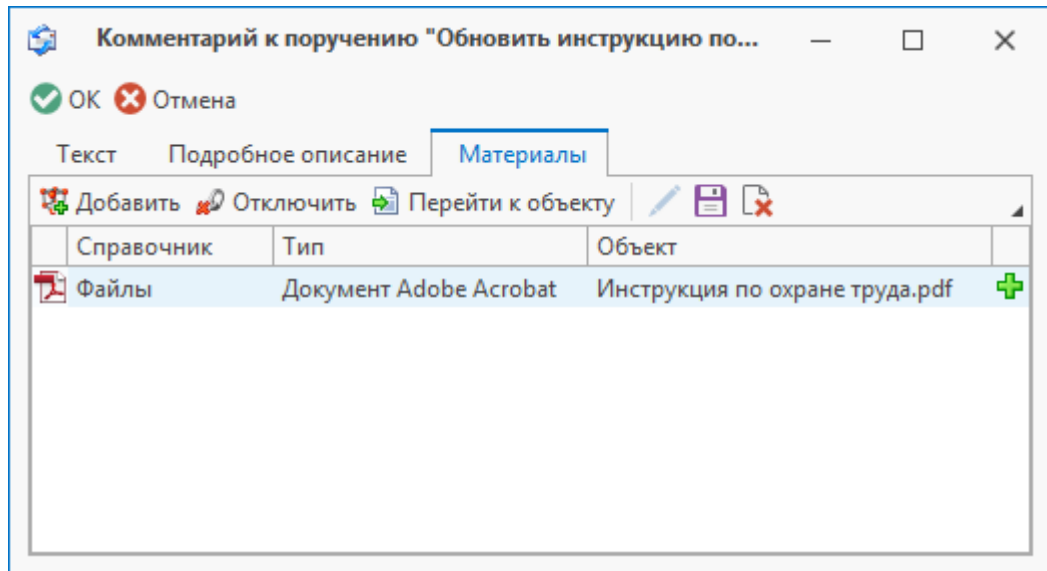 Комментарий к поручению "Обновить инструкцию по...
ОК Отмена
Текст Подробное описание Материалы
Добавить Отключить Перейти к объекту
Справочник Тип Объект
Файлы Документ Adobe Acrobat Инструкция по охране труда.pdf